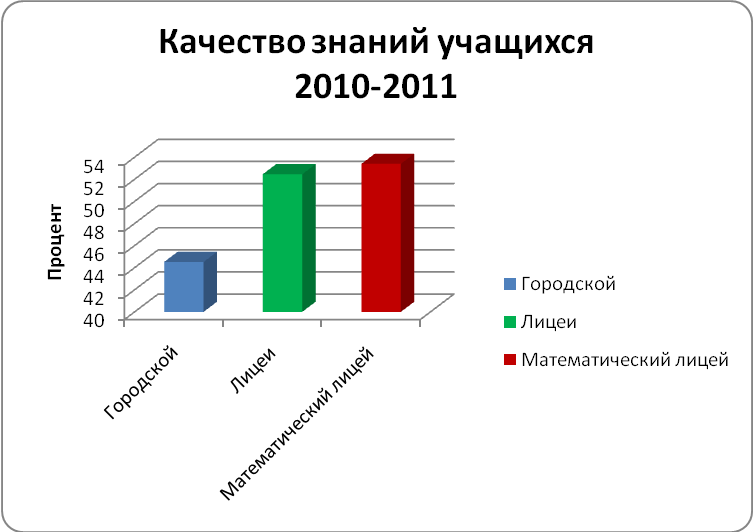 Качество знаний учащихся
2010-2011
Процент
54
52
50
48
46
44
42
40
Городской
Лицеи
Математический лицей
Городской
Лицеи
Математический лицей